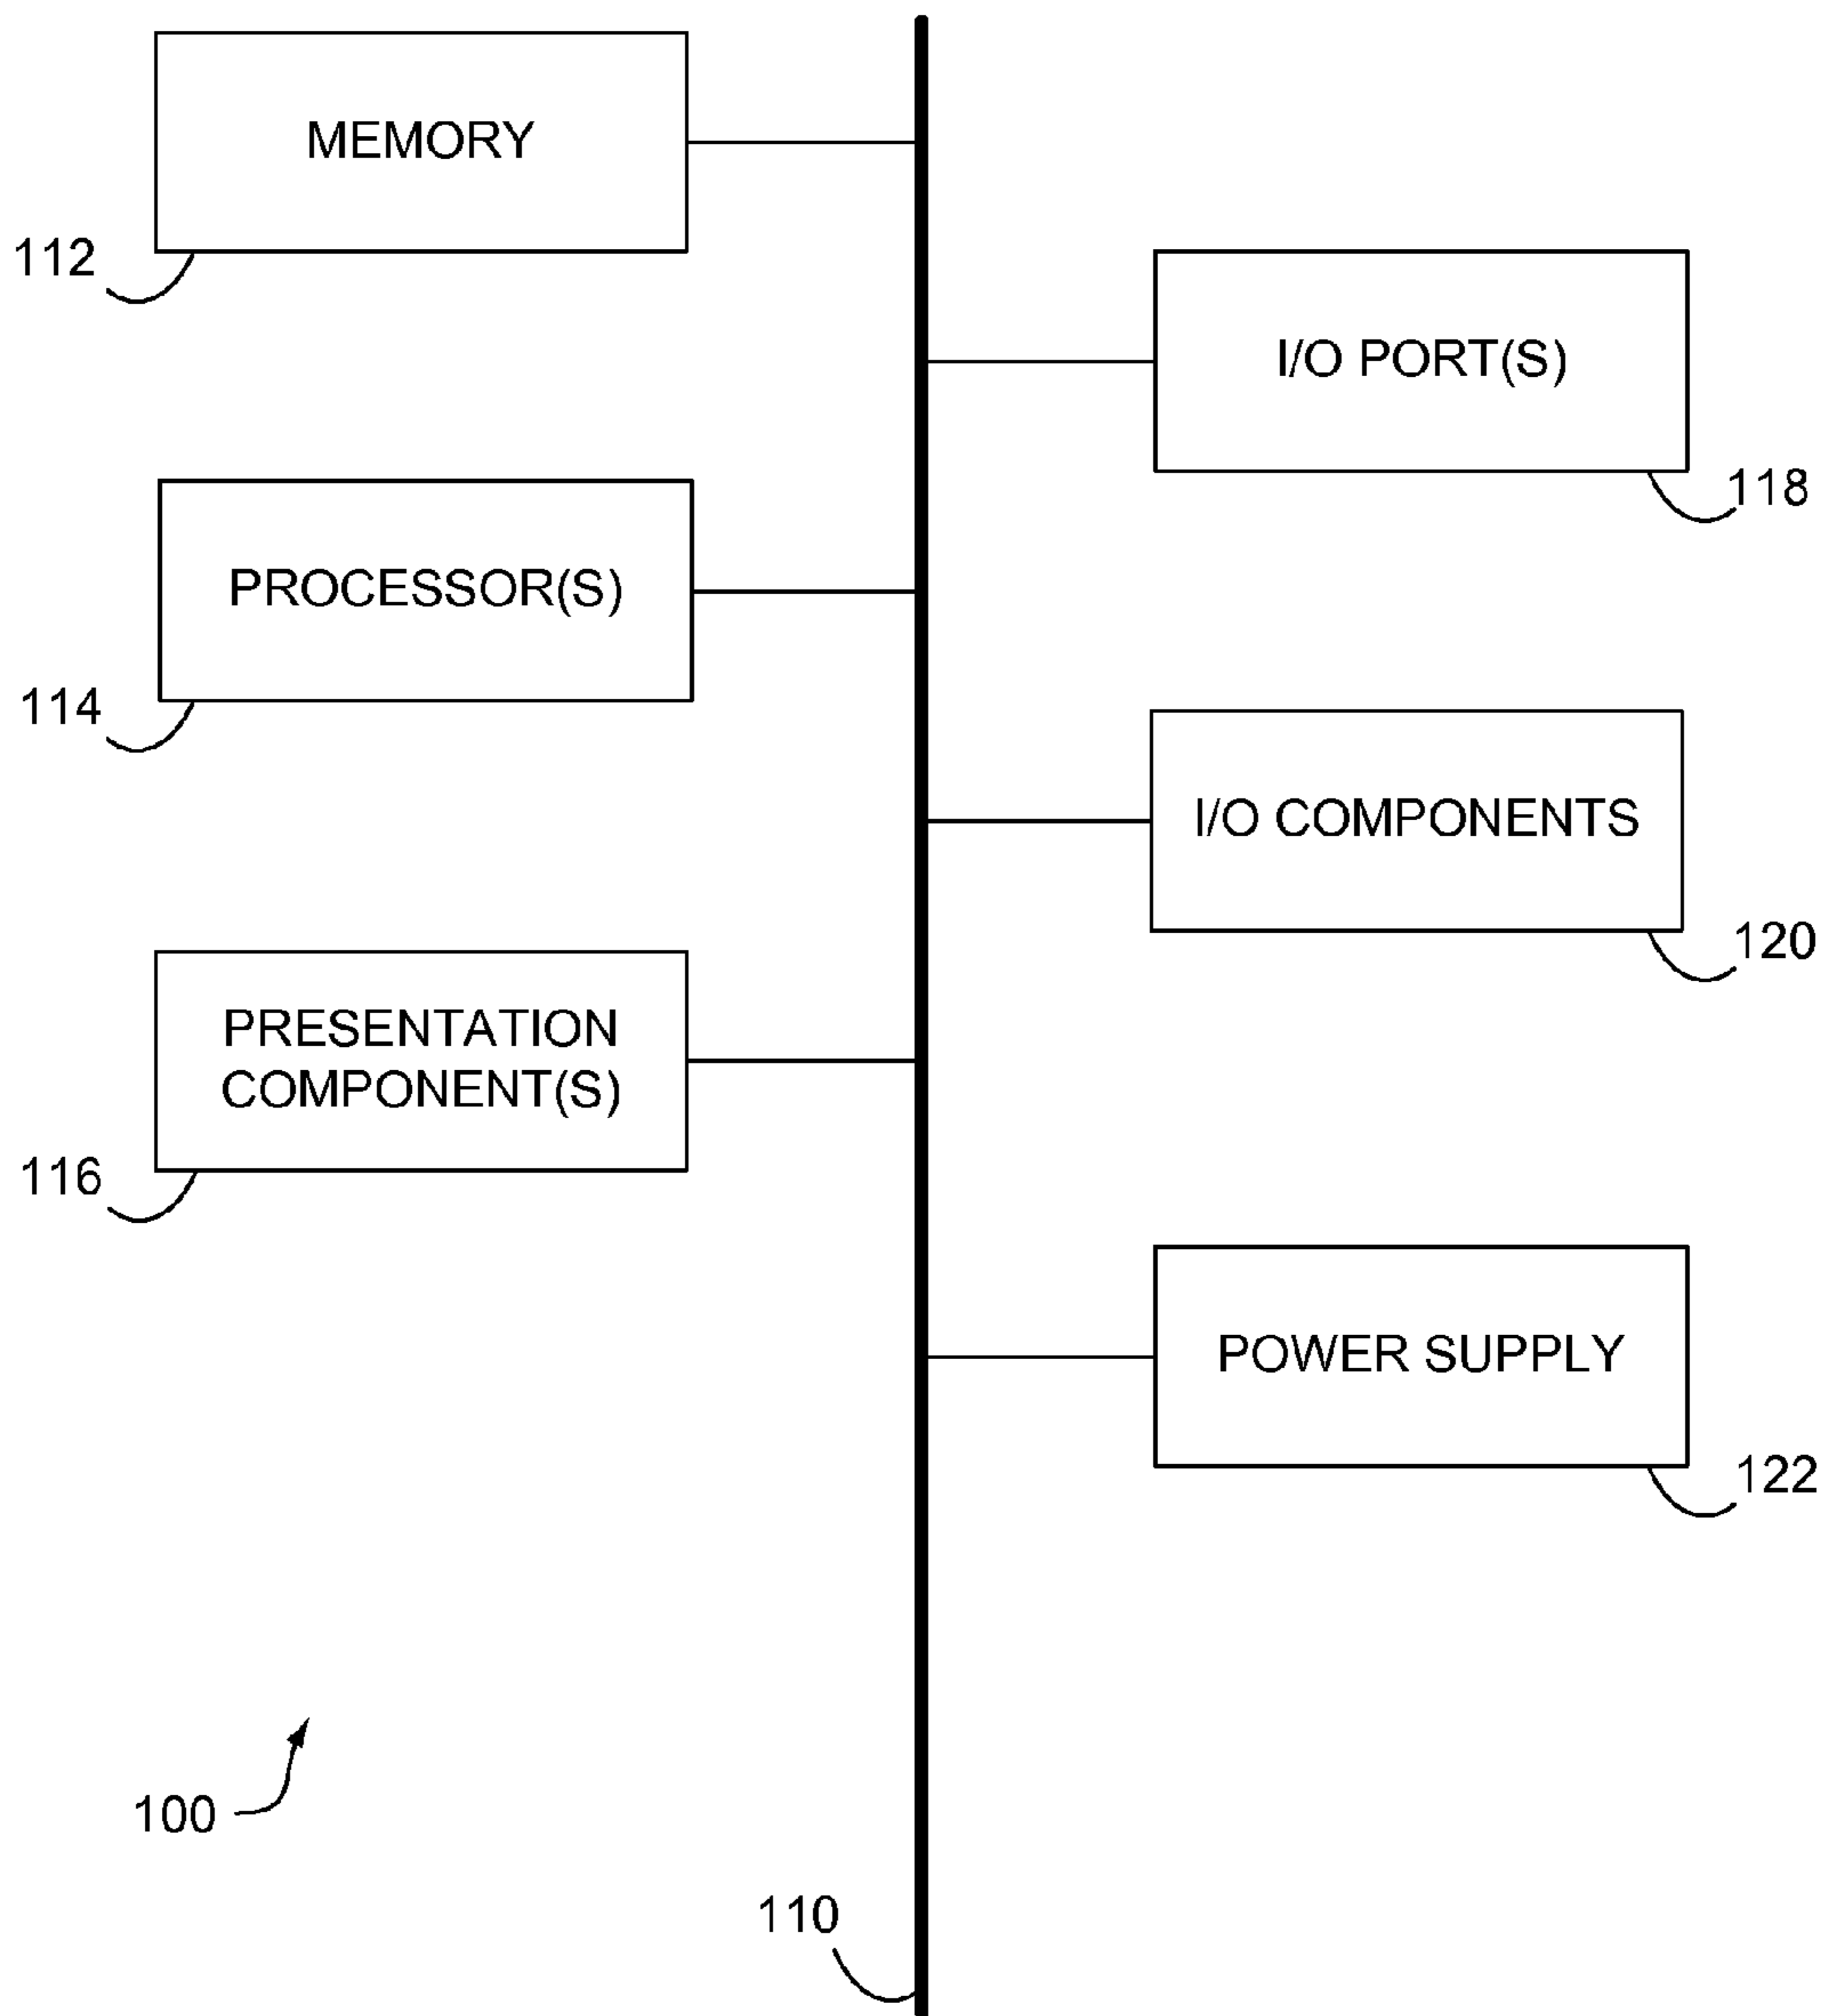 MEMORY
112
I/O PORT(S)
118
PROCESSOR(S)
114
I/O COMPONENTS
120
PRESENTATION
COMPONENT(S)
116
POWER SUPPLY
122
100
110